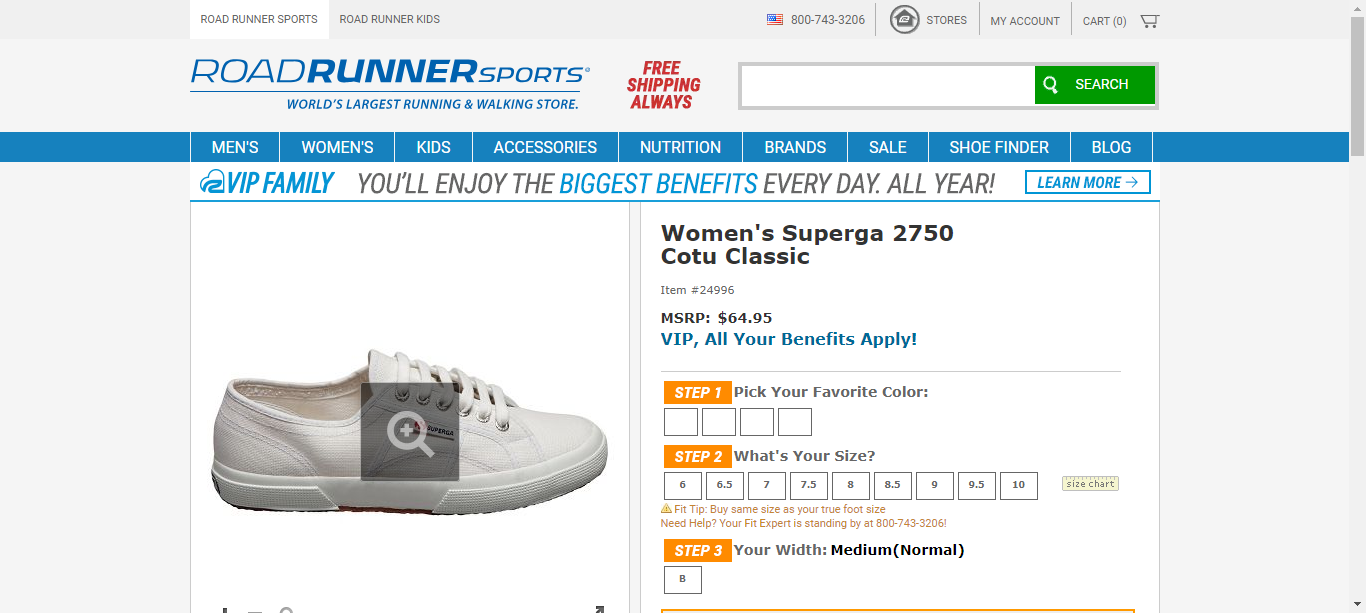 ROAD RUNNER SPORTS
ROAD RUNNER KIDS
800-743-3206
STORES
MY ACCOUNT
CART (0)
ROADRUNNERSPORTS®
WORLD'S LARGEST RUNNING & WALKING STORE.
FREE
SHIPPING
ALWAYS
SEARCH
MEN'S
WOMEN'S
KIDS
ACCESSORIES
NUTRITION
BRANDS
SALE
SHOE FINDER
BLOG
VIP FAMILY
YOU'LL ENJOY THE BIGGEST BENEFITS EVERY DAY. ALL YEAR!
LEARN MORE →
Women's Superga 2750
Cotu Classic
Item #24996
MSRP: $64.95
VIP, All Your Benefits Apply!
STEP 1 Pick Your Favorite Color:
STEP 2 What's Your Size?
6 6.5 7 7.5 8 8.5 9 9.5 10
size chart
Fit Tip: Buy same size as your true foot size
Need Help? Your Fit Expert is standing by at 800-743-3206!
STEP 3 Your Width: Medium(Normal)
B
SUPERGA